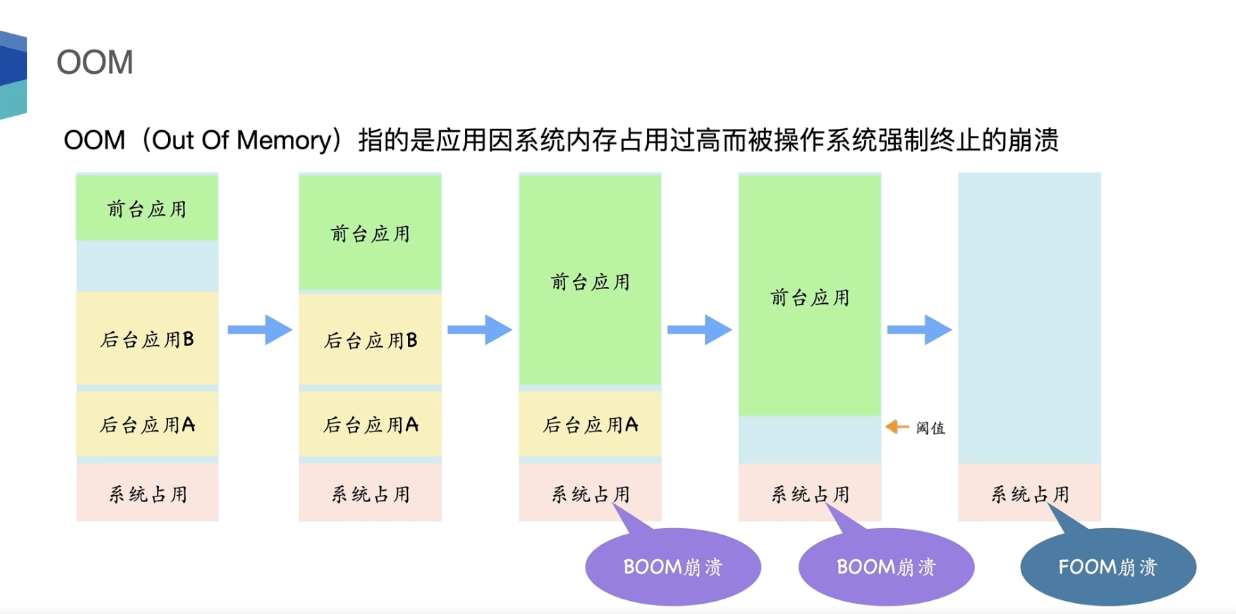 OOM
OOM（Out Of Memory）指的是应用因系统内存占用过高而被操作系统强制终止的崩溃
前台应用
后台应用B
后台应用A
系统占用
前台应用
后台应用B
后台应用A
系统占用
前台应用
后台应用A
系统占用
BOOM崩溃
前台应用
阈值
系统占用
BOOM崩溃
系统占用
FOOM崩溃